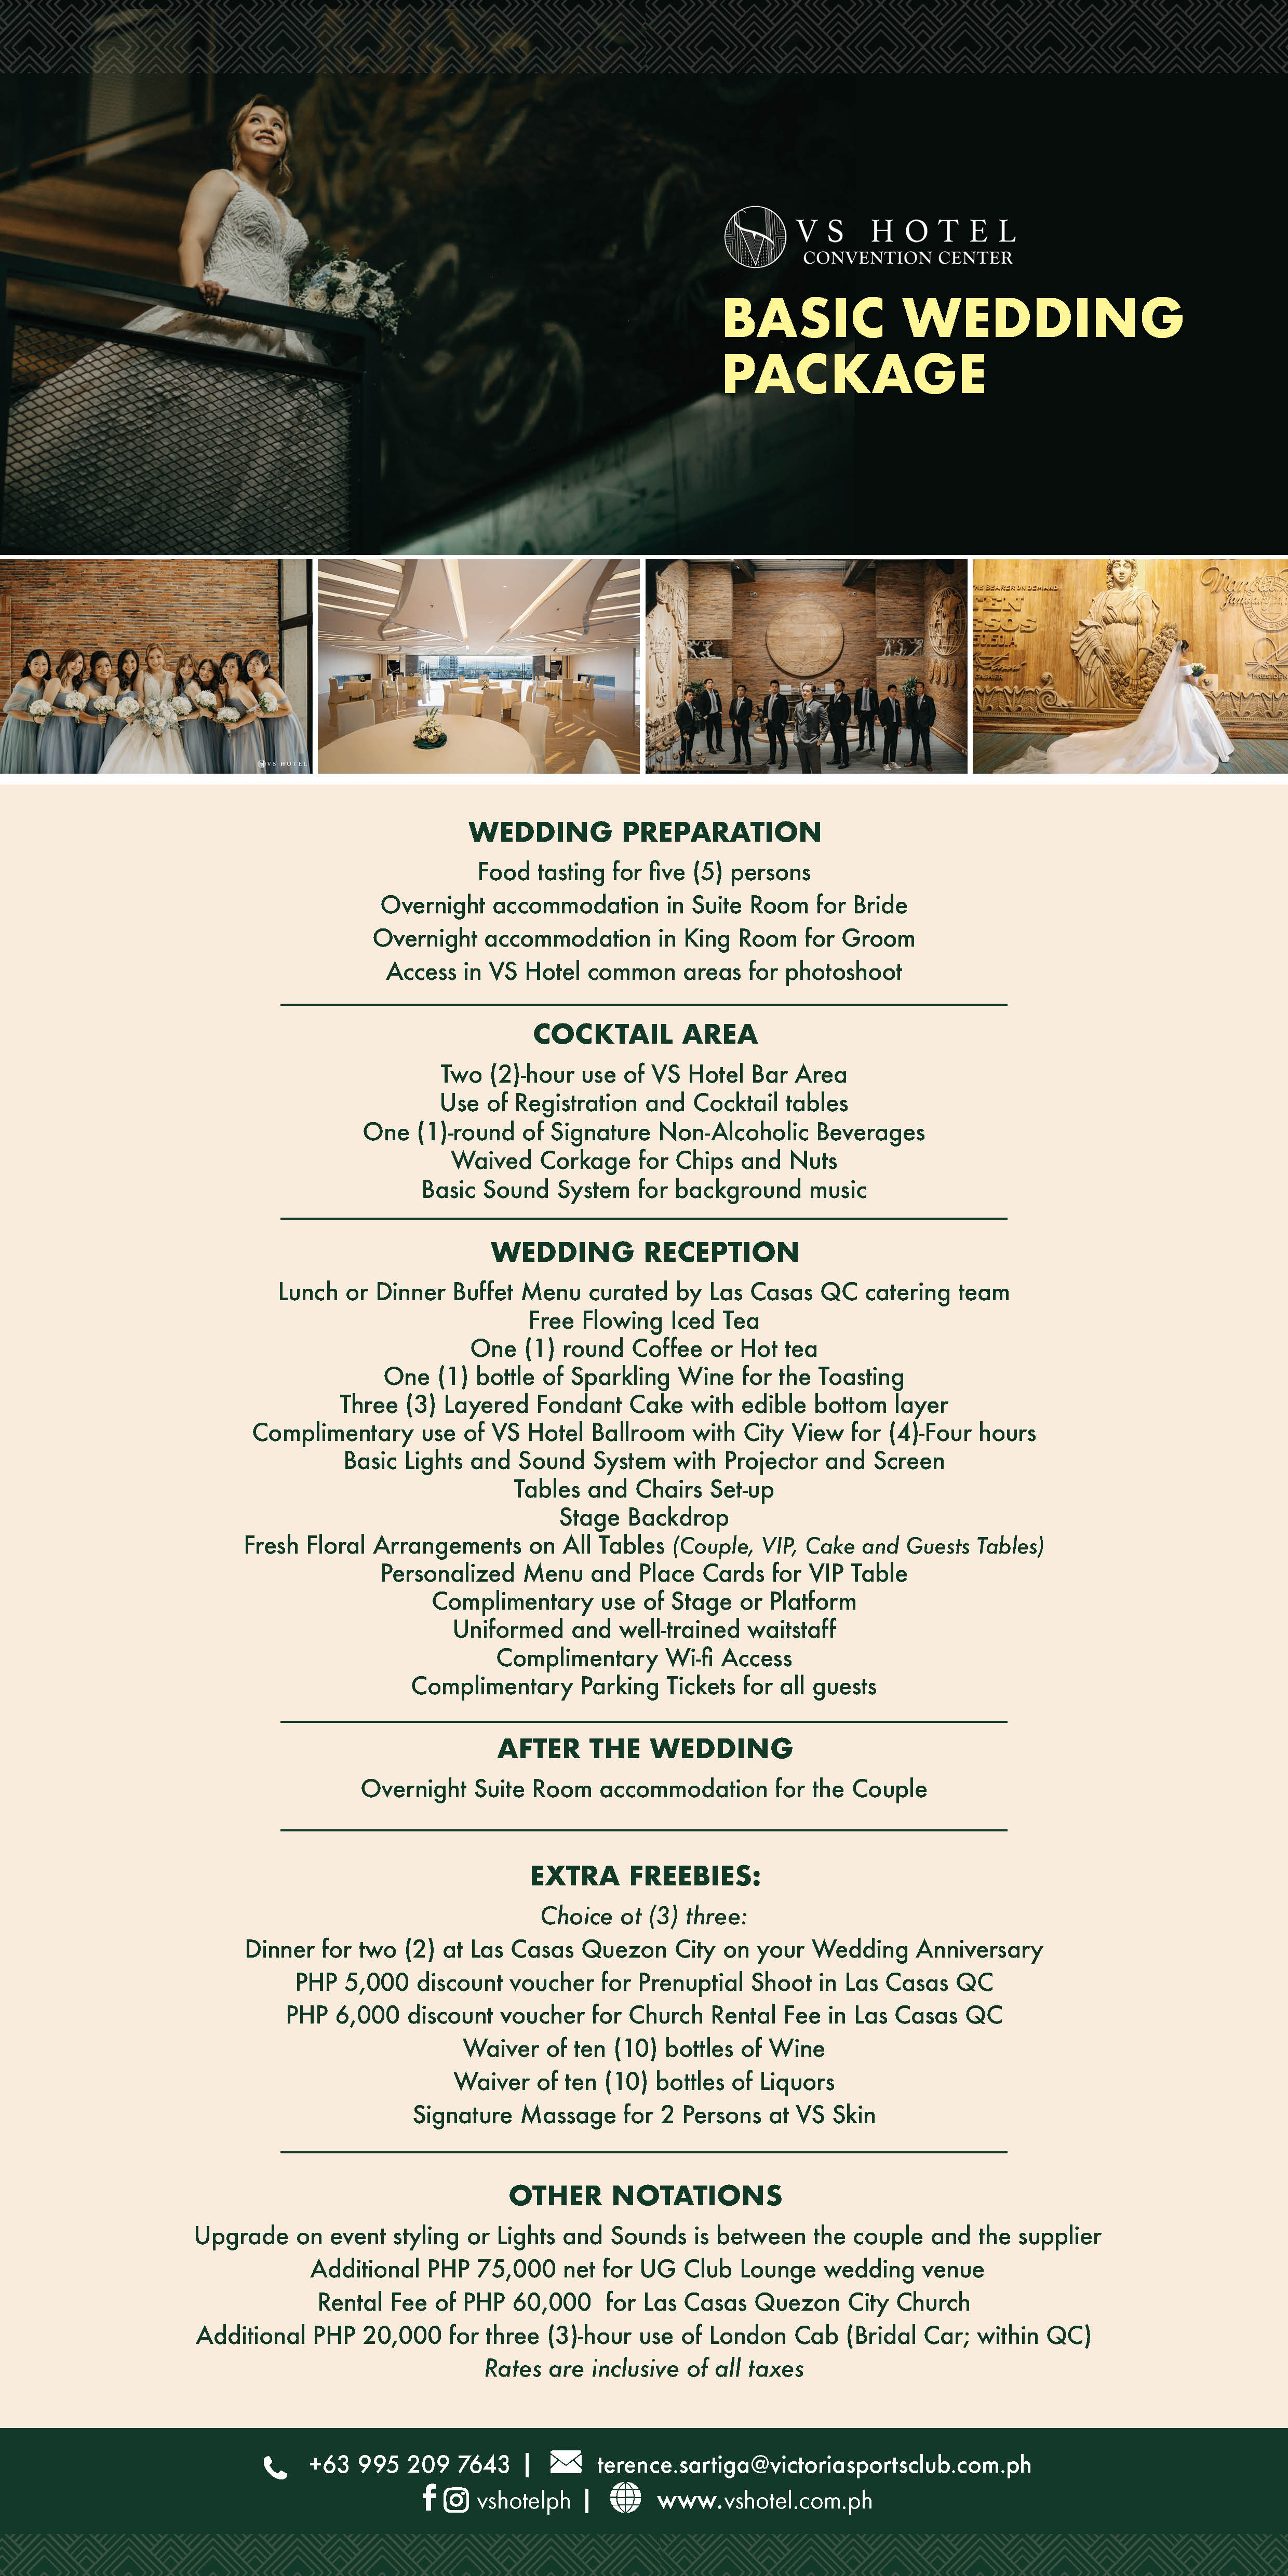 VS HOTEL
CONVENTION CENTER
BASIC WEDDING
PACKAGE
VS HOTEL
THE BEARER ON DEMAND
WEDDING PREPARATION
Food tasting for five (5) persons
Overnight accommodation in Suite Room for Bride
Overnight accommodation in King Room for Groom
Access in VS Hotel common areas for photoshoot
COCKTAIL AREA
Two (2)-hour use of VS Hotel Bar Area
Use of Registration and Cocktail tables
One (1)-round of Signature Non-Alcoholic Beverages
Waived Corkage for Chips and Nuts
Basic Sound System for background music
WEDDING RECEPTION
Lunch or Dinner Buffet Menu curated by Las Casas QC catering team
Free Flowing Iced Tea
One (1) round Coffee or Hot tea
One (1) bottle of Sparkling Wine for the Toasting
Three (3) Layered Fondant Cake with edible bottom layer
Complimentary use of VS Hotel Ballroom with City View for (4)-Four hours
Basic Lights and Sound System with Projector and Screen
Tables and Chairs Set-up
Stage Backdrop
Fresh Floral Arrangements on All Tables (Couple, VIP, Cake and Guests Tables)
Personalized Menu and Place Cards for VIP Table
Complimentary use of Stage or Platform
Uniformed and well-trained waitstaff
Complimentary Wi-fi Access
Complimentary Parking Tickets for all guests
AFTER THE WEDDING
Overnight Suite Room accommodation for the Couple
EXTRA FREEBIES:
Choice ot (3) three:
Dinner for two (2) at Las Casas Quezon City on your Wedding Anniversary
PHP 5,000 discount voucher for Prenuptial Shoot in Las Casas QC
PHP 6,000 discount voucher for Church Rental Fee in Las Casas QC
Waiver of ten (10) bottles of Wine
Waiver of ten (10) bottles of Liquors
Signature Massage for 2 Persons at VS Skin
OTHER NOTATIONS
Upgrade on event styling or Lights and Sounds is between the couple and the supplier
Additional PHP 75,000 net for UG Club Lounge wedding venue
Rental Fee of PHP 60,000 for Las Casas Quezon City Church
Additional PHP 20,000 for three (3)-hour use of London Cab (Bridal Car; within QC)
Rates are inclusive of all taxes
+63 995 209 7643 | terence.sartiga@victoriasportsclub.com.ph
vshotelph | www.vshotel.com.ph